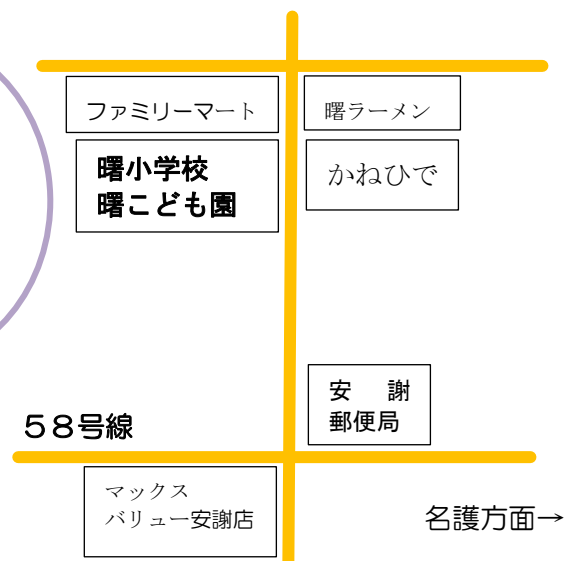 ファミリーマート
曙ラーメン
曙小学校
曙こども園
かねひで
安　謝
郵便局
５８号線
マックス
バリュー安謝店
名護方面→